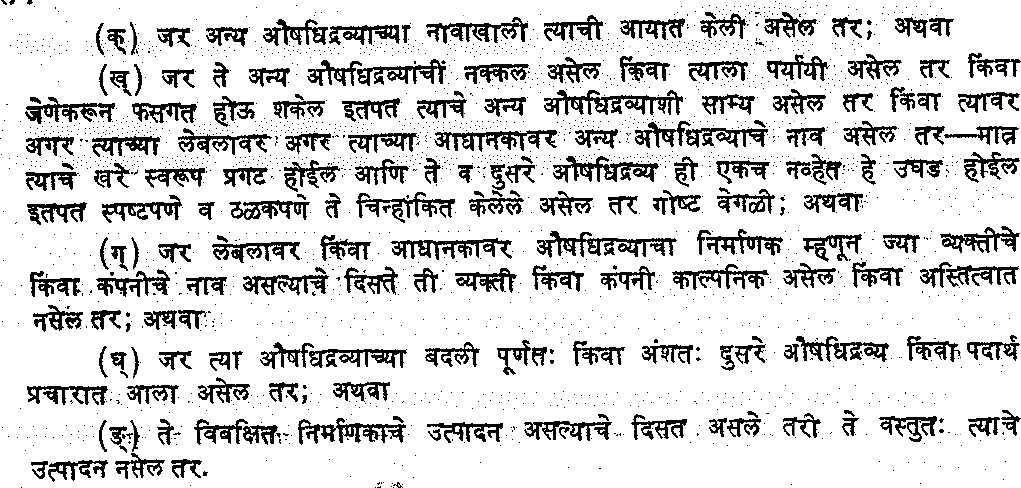 (क) जर अन्य औषधिद्रव्याच्या नावाखाली त्याची आयात केली असेल तर; अथवा
(ख) जर ते अन्य औषधिद्रव्यांचीं नक्कल असेल किंवा त्याला पर्यायी असेल तर किंवा
जेणेकरून फसगत होऊ शकेल इतपत त्याचे अन्य औषधिद्रव्याशी साम्य असेल तर किंवा त्यावर
अगर त्याच्या लेबलावर अगर त्याच्या आधानकावर अन्य औषधिद्रव्याचे नाव असेल तर—मात्र
त्याचे खरे स्वरूप प्रगट होईल आणि ते व दुसरे औषधिद्रव्य ही एकच नव्हेत हे उघड होईल
इतपत स्पष्टपणे व ठळकपणे ते चिन्हांकित केलेले असेल तर गोष्ट वेगळी; अथवा
(ग्) जर लेबलावर किंवा आधानकावर औषधिद्रव्याचा निर्माणक म्हणून ज्या व्यक्तीचे
किंवा कंपनीचे नाव असल्याचे दिसते ती व्यक्ती किंवा कंपनी काल्पनिक असेल किंवा अस्तित्वात
नसेल तर; अथवा
(घ्) जर त्या औषधिद्रव्याच्या बदली पूर्णतः किंवा अंशतः दुसरे औषधिद्रव्य किंवा पदार्थ
प्रचारात आला असेल तर; अथवा
(ङ्) ते विवक्षित निर्माणकाचे उत्पादन असल्याचे दिसत असले तरी ते वस्तुतः त्याचे
उत्पादन नसेल तर.